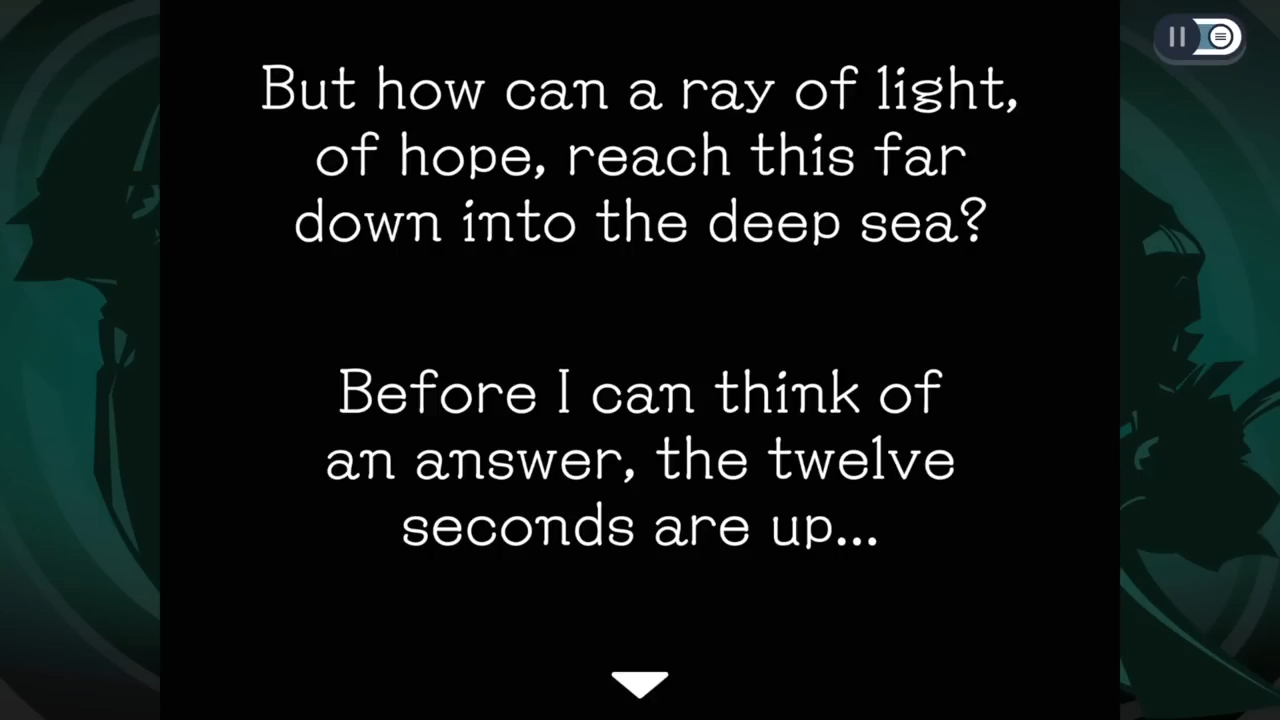 But how can a ray of light,
of hope, reach this far
down into the deep sea?
Before I can think of
an answer, the twelve
seconds are up...